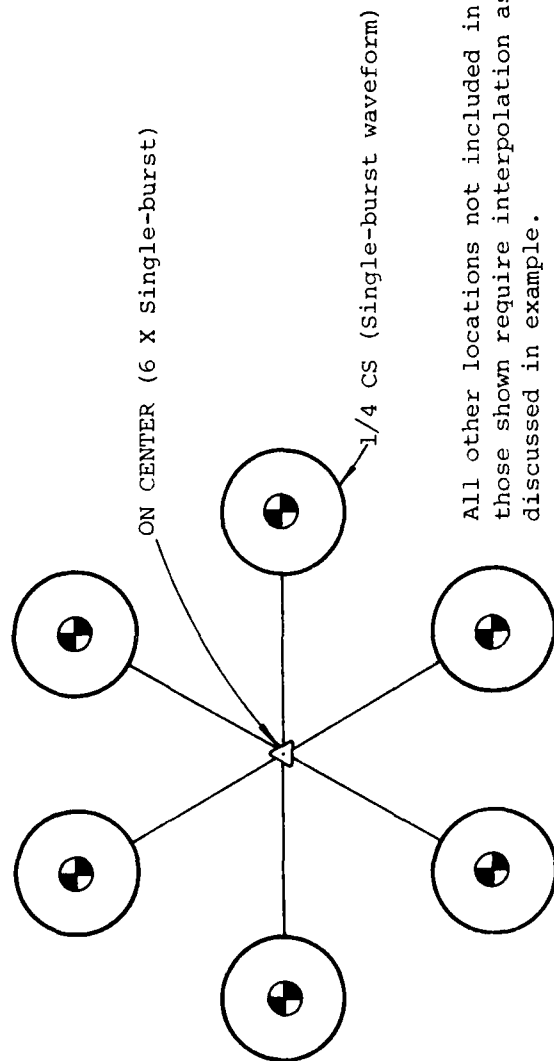 ON CENTER (6 X Single-burst)
1/4 CS (Single-burst waveform)
All other locations not included in
those shown require interpolation as
discussed in example.